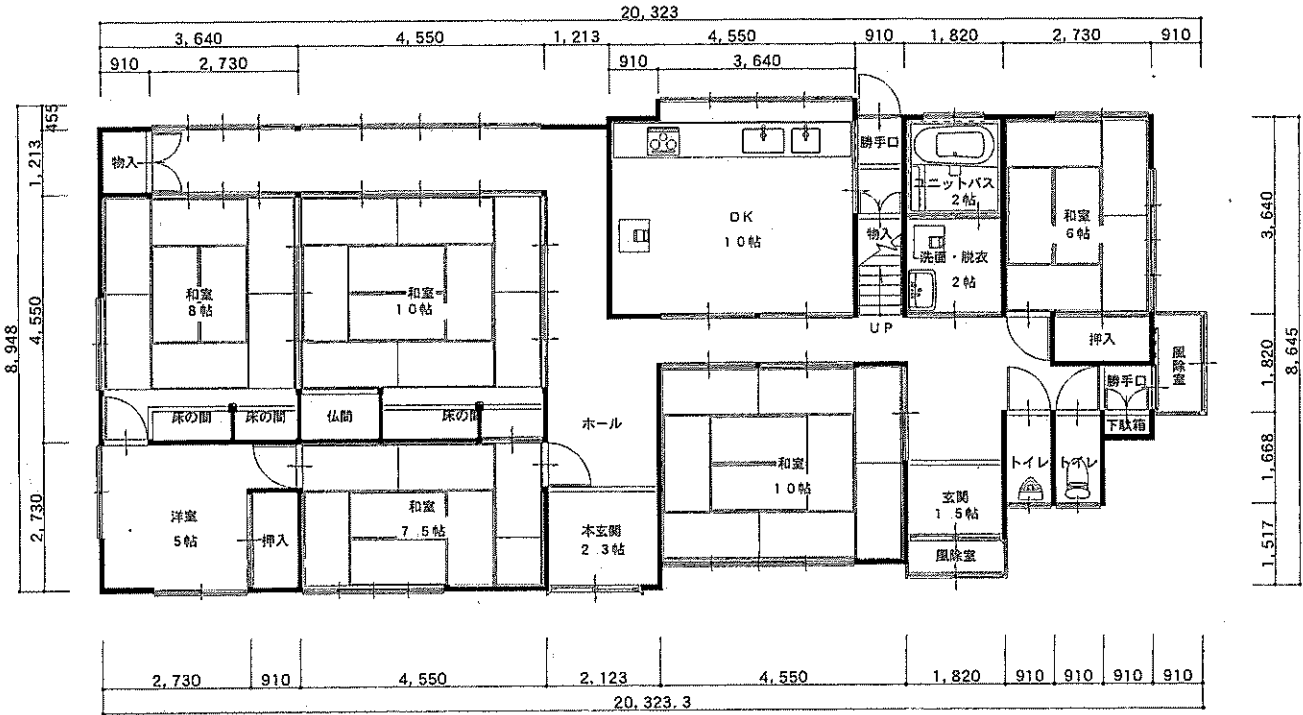 20,323
3,640 4,550 1,213 4,550 910 1,820 2,730 910
910 2,730 910 3,640
455
1,213
4,550
2,730
8,948
3,640
1,820
1,668
1,517
8,645
物入
勝手口
ユニットバス
2帖
DK
10帖
和室
6帖
物入
洗面・脱衣
2帖
和室
8帖
和室
10帖
UP
押入
風除室
勝手口
下駄箱
床の間
床の間
仏間
床の間
ホール
トイレ
トイレ
和室
10帖
玄関
1.5帖
風除室
洋室
5帖
押入
和室
7.5帖
本玄関
2.3帖
2,730 910 4,550 2,123 4,550 1,820 910 910 910 910
20,323.3